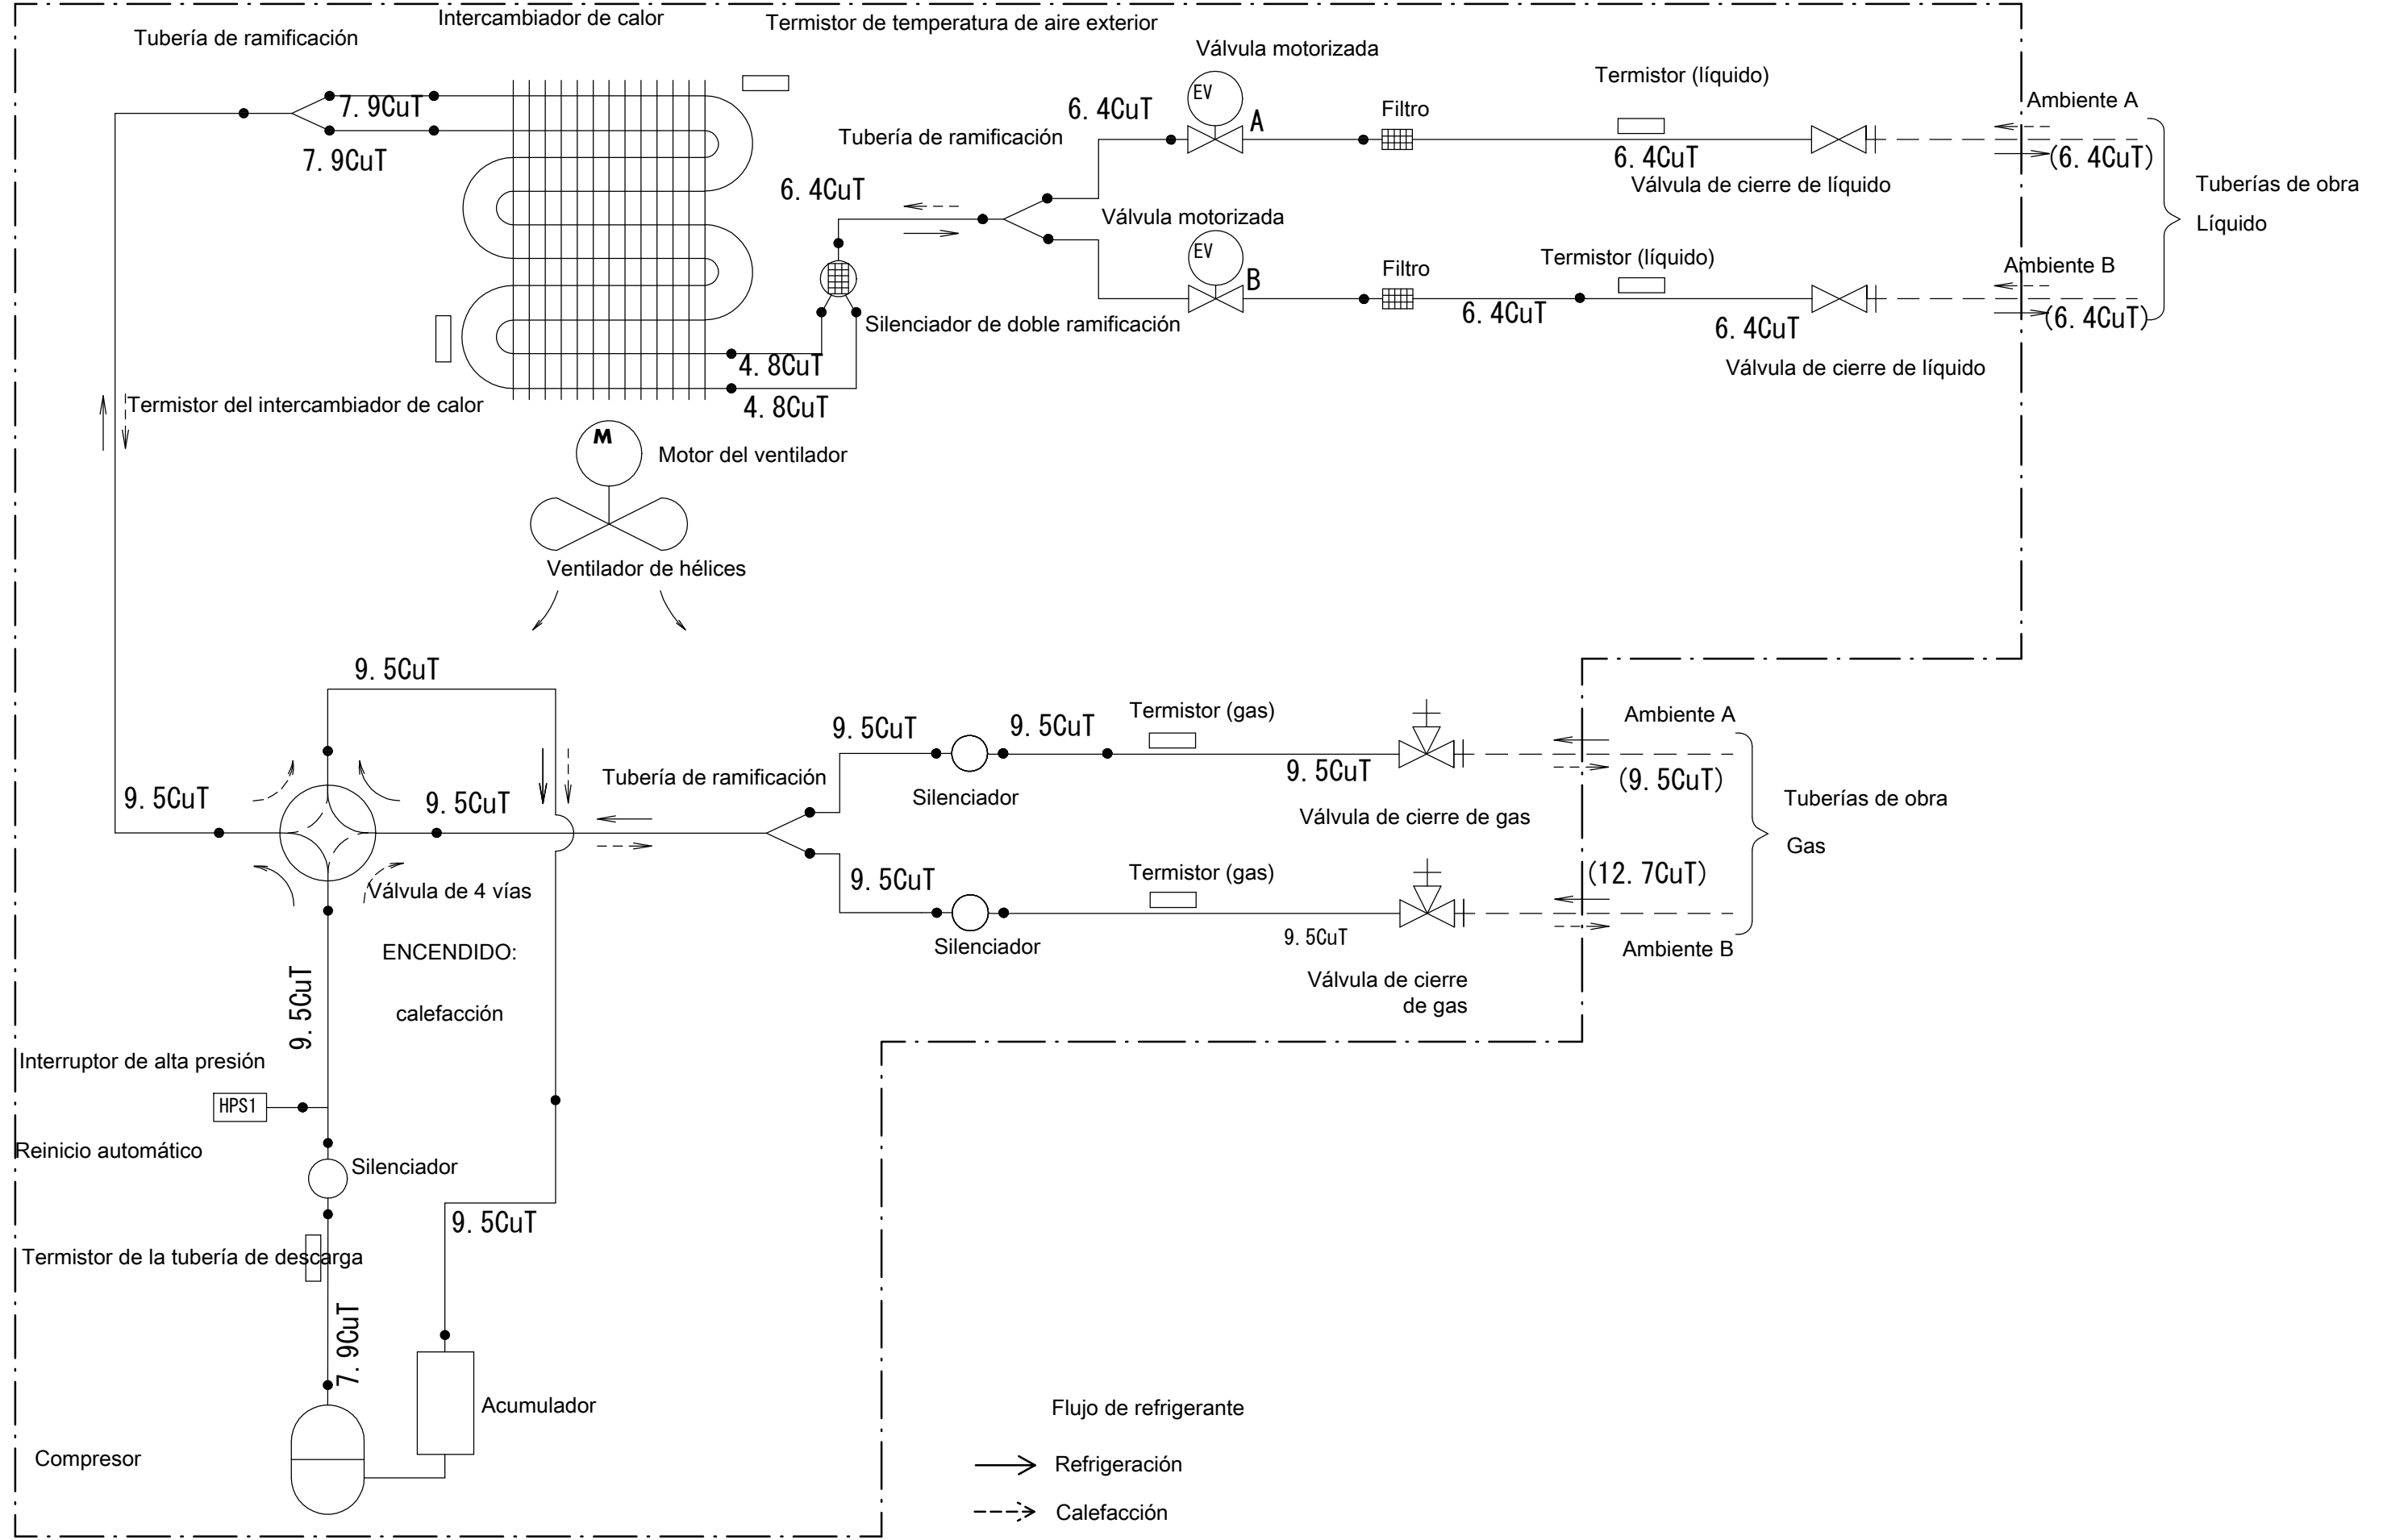 Intercambiador de calor
Termistor de temperatura de aire exterior
Tubería de ramificación
Válvula motorizada
Termistor (líquido)
EV
7.9CuT
6.4CuT
Filtro
A
Ambiente A
Tubería de ramificación
7.9CuT
6.4CuT
(6.4CuT)
Válvula de cierre de líquido
Tuberías de obra
6.4CuT
Líquido
Válvula motorizada
EV
Termistor (líquido)
Filtro
B
Ambiente B
6.4CuT
(6.4CuT)
Silenciador de doble ramificación
6.4CuT
4.8CuT
Válvula de cierre de líquido
4.8CuT
Termistor del intercambiador de calor
M
Motor del ventilador
Ventilador de hélices
9.5CuT
Termistor (gas)
Ambiente A
9.5CuT
9.5CuT
Tubería de ramificación
9.5CuT
(9.5CuT)
9.5CuT
9.5CuT
Silenciador
Tuberías de obra
Válvula de cierre de gas
Gas
Termistor (gas)
(12.7CuT)
9.5CuT
Válvula de 4 vías
9.5CuT
Silenciador
Ambiente B
ENCENDIDO:
calefacción
Válvula de cierre
de gas
9.5CuT
Interruptor de alta presión
HPS1
Reinicio automático
Silenciador
9.5CuT
Termistor de la tubería de descarga
7.9CuT
Acumulador
Compresor
Flujo de refrigerante
Refrigeración
Calefacción